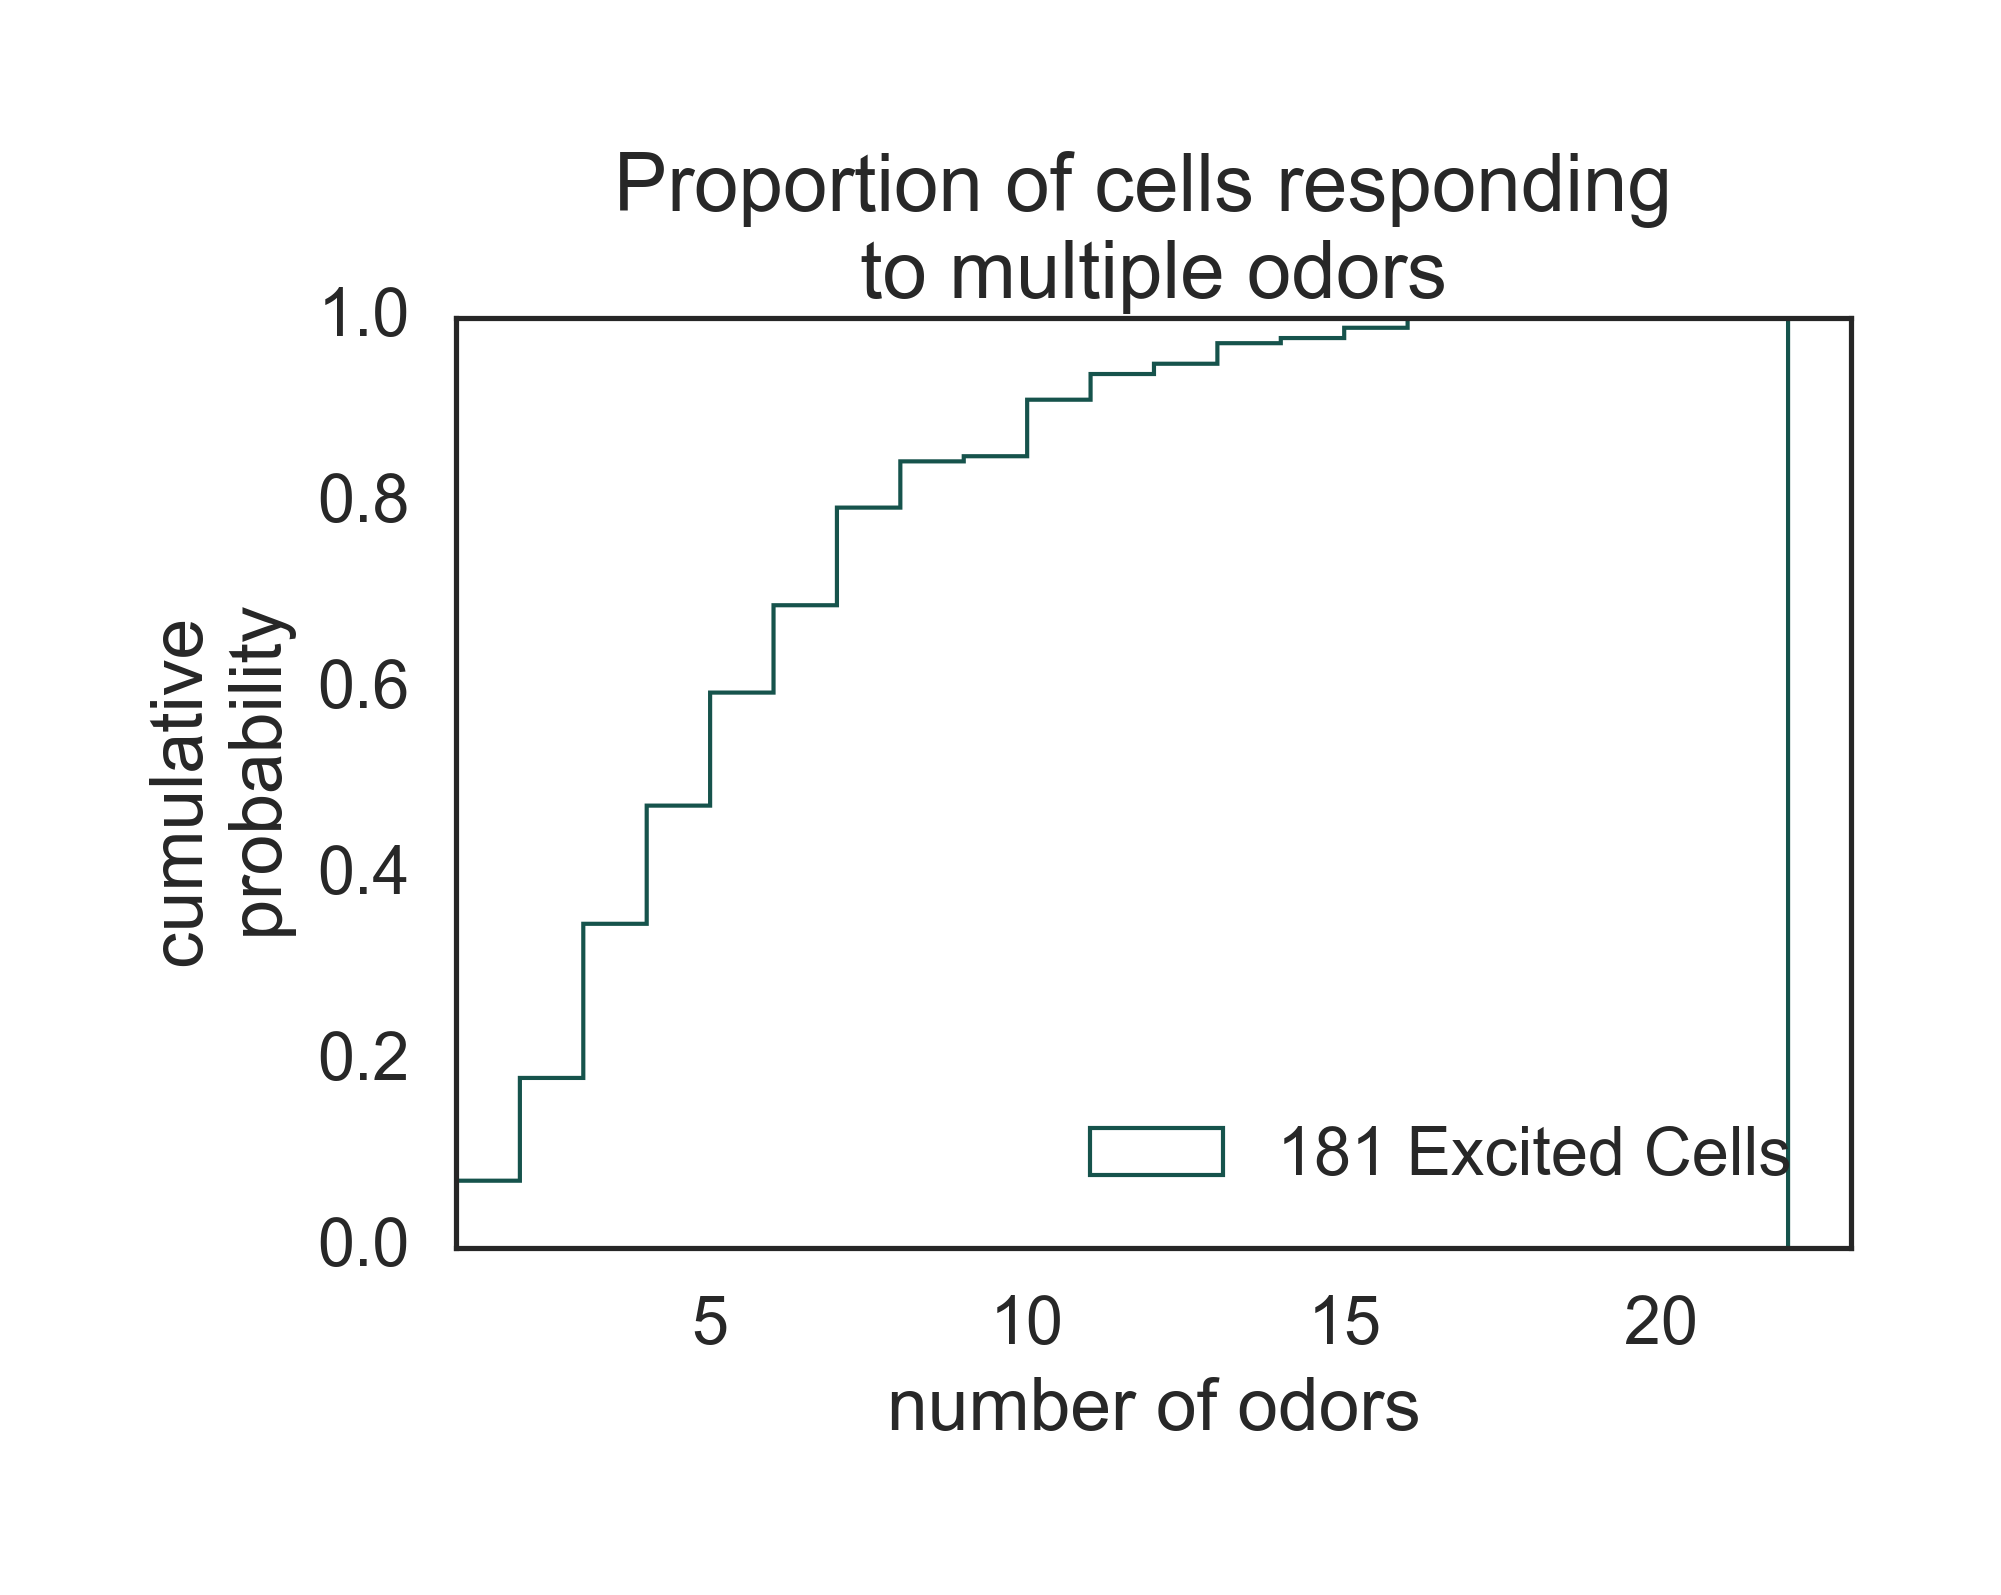 Proportion of cells responding
to multiple odors
1.0
0.8
0.6
0.4
0.2
0.0
cumulative
probability
181 Excited Cells
5 10 15 20
number of odors